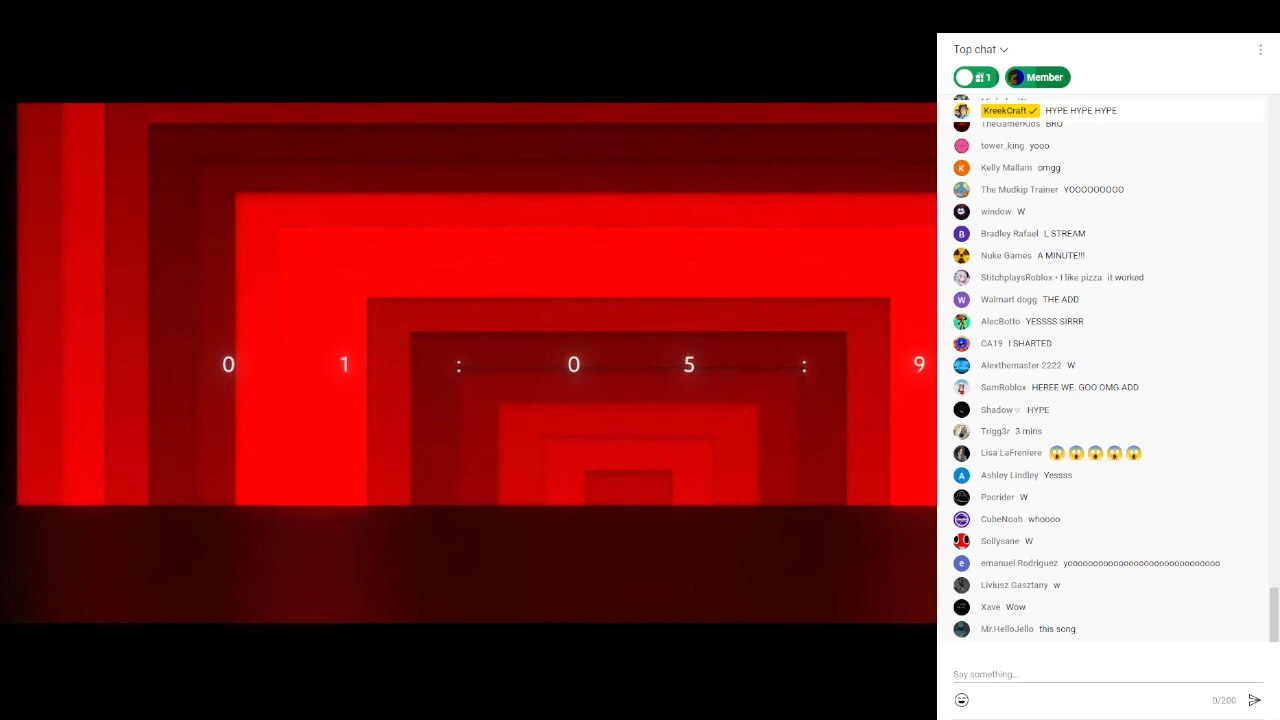 0 1 : 0 5 : 9
Top chat
1
Member
KreekCraft HYPE HYPE HYPE
TheGamerKids BRO
tower_king yooo
K Kelly Mallam omgg
The Mudkip Trainer YOOOOOOOOO
window W
B Bradley Rafael L STREAM
Nuke Games A MINUTE!!!
StitchplaysRoblox • I like pizza it worked
W Walmart dogg THE ADD
AlecBotto YESSSS SIRRR
CA19 I SHARTED
Alexthemaster 2222 W
SamRoblox HEREE WE. GOO OMG ADD
Shadow HYPE
Trigg3r 3 mins
Lisa LaFreniere 😱😱😱😱😱
A Ashley Lindley Yessss
Pacrider W
CubeNoah whoooo
Sollysane W
e emanuel Rodriguez yooooooooooooooooooooooooooooooo
Liviusz Gasztany w
Xave Wow
Mr.HelloJello this song
Say something...
0/200